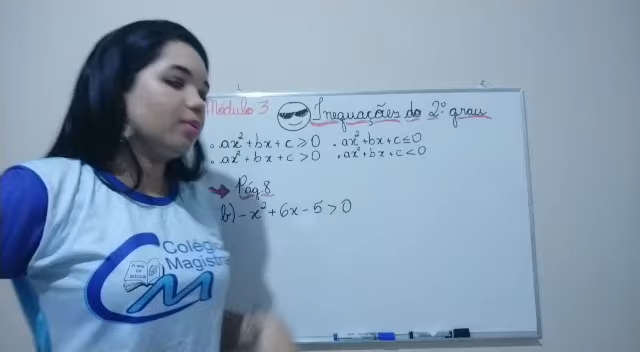 Módulo 3 Inequações do 2º grau
• ax² + bx + c ≥ 0 • ax² + bx + c ≤ 0
• ax² + bx + c > 0 • ax² + bx + c < 0
Pág. 8
b) -x² + 6x - 5 > 0
Colégio
Magistra